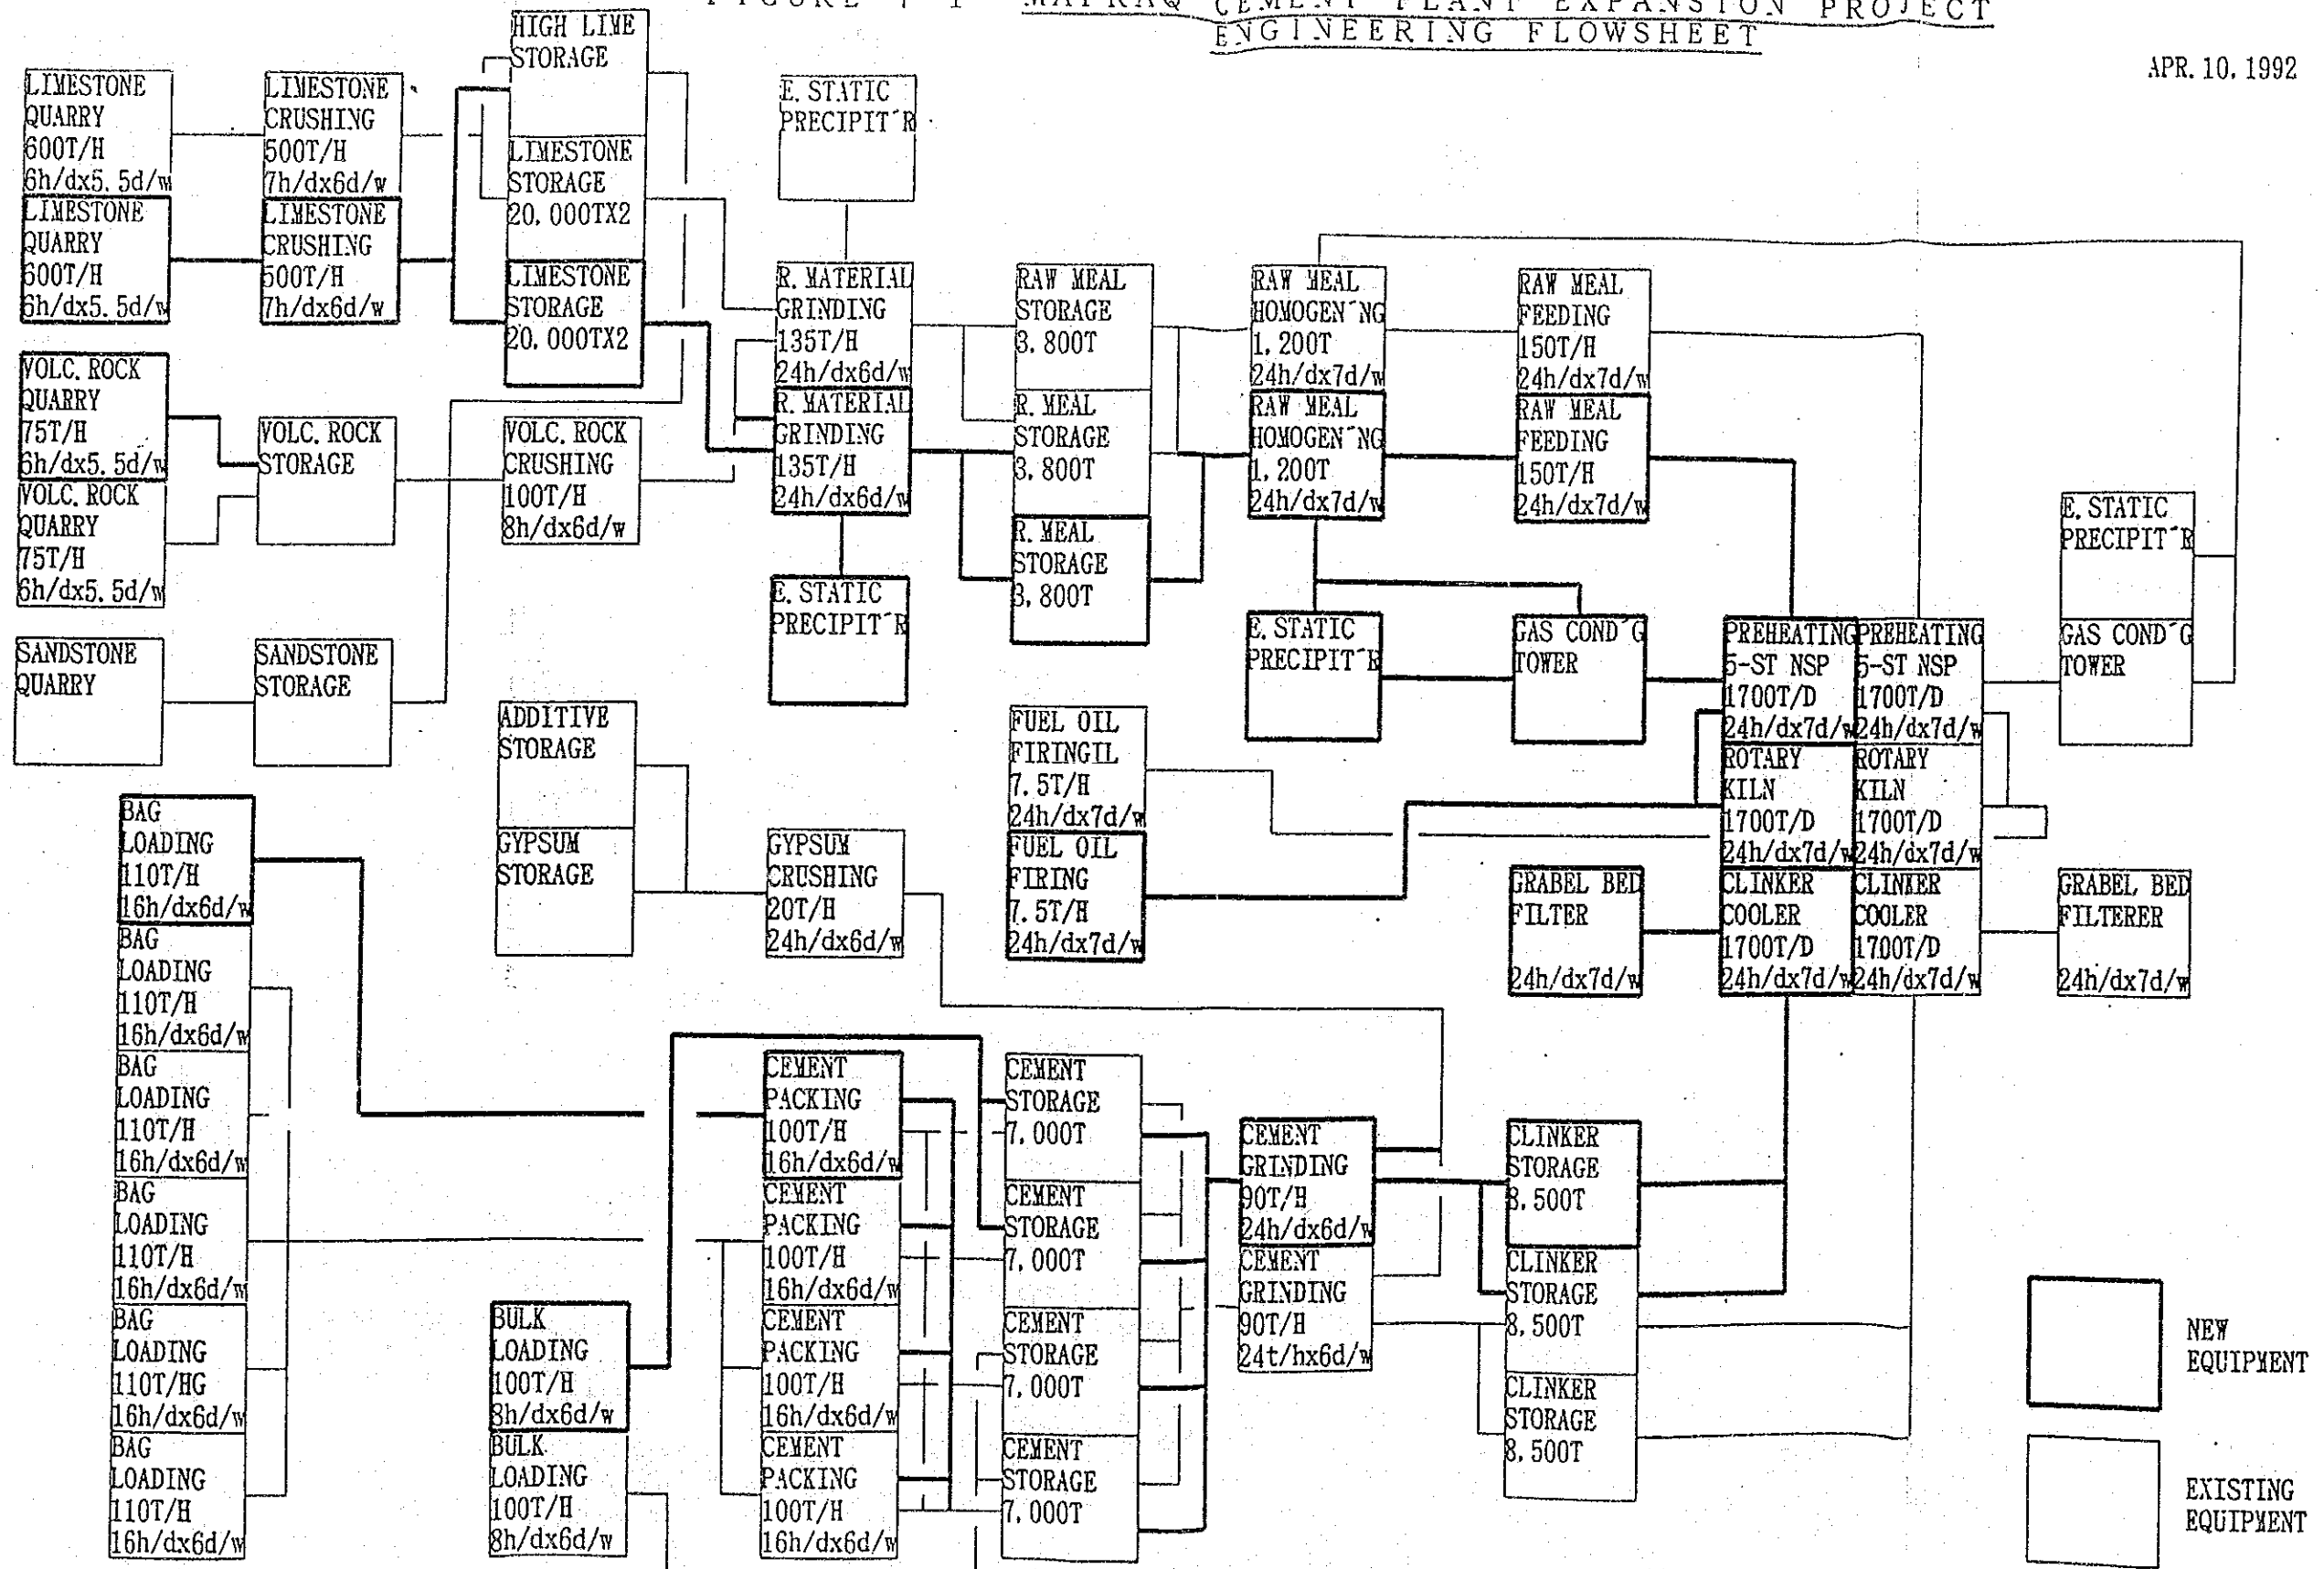 FIGURE 7-1 MAFRAQ CEMENT PLANT EXPANSION PROJECT
ENGINEERING FLOWSHEET
APR. 10. 1992
HIGH LIME
STORAGE
LIMESTONE
QUARRY
600T/H
6h/dx5. 5d/w
LIMESTONE
CRUSHING
500T/H
7h/dx6d/w
LIMESTONE
STORAGE
20. 000TX2
E. STATIC
PRECIPIT´R
LIMESTONE
QUARRY
600T/H
6h/dx5. 5d/w
LIMESTONE
CRUSHING
500T/H
7h/dx6d/w
LIMESTONE
STORAGE
20. 000TX2
R. MATERIAL
GRINDING
135T/H
24h/dx6d/w
RAW MEAL
STORAGE
3. 800T
RAW MEAL
HOMOGEN´NG
1, 200T
24h/dx7d/w
RAW MEAL
FEEDING
150T/H
24h/dx7d/w
VOLC. ROCK
QUARRY
75T/H
6h/dx5. 5d/w
VOLC. ROCK
STORAGE
VOLC. ROCK
CRUSHING
100T/H
8h/dx6d/w
R. MATERIAL
GRINDING
135T/H
24h/dx6d/w
R. MEAL
STORAGE
3. 800T
RAW MEAL
HOMOGEN´NG
1, 200T
24h/dx7d/w
RAW MEAL
FEEDING
150T/H
24h/dx7d/w
VOLC. ROCK
QUARRY
75T/H
6h/dx5. 5d/w
R. MEAL
STORAGE
3, 800T
E. STATIC
PRECIPIT´R
E. STATIC
PRECIPIT´R
SANDSTONE
QUARRY
SANDSTONE
STORAGE
E. STATIC
PRECIPIT´R
GAS COND´G
TOWER
PREHEATING
5-ST NSP
1700T/D
24h/dx7d/w
PREHEATING
5-ST NSP
1700T/D
24h/dx7d/w
GAS COND´G
TOWER
ADDITIVE
STORAGE
FUEL OIL
FIRINGIL
7. 5T/H
24h/dx7d/w
ROTARY
KILN
1700T/D
24h/dx7d/w
ROTARY
KILN
1700T/D
24h/dx7d/w
BAG
LOADING
110T/H
16h/dx6d/w
GYPSUM
STORAGE
GYPSUM
CRUSHING
20T/H
24h/dx6d/w
FUEL OIL
FIRING
7. 5T/H
24h/dx7d/w
GRABEL BED
FILTER
24h/dx7d/w
CLINKER
COOLER
1700T/D
24h/dx7d/w
CLINKER
COOLER
1700T/D
24h/dx7d/w
GRABEL BED
FILTERER
24h/dx7d/w
BAG
LOADING
110T/H
16h/dx6d/w
BAG
LOADING
110T/H
16h/dx6d/w
CEMENT
PACKING
100T/H
16h/dx6d/w
CEMENT
STORAGE
7. 000T
CEMENT
GRINDING
90T/H
24h/dx6d/w
CLINKER
STORAGE
8. 500T
BAG
LOADING
110T/H
16h/dx6d/w
CEMENT
PACKING
100T/H
16h/dx6d/w
CEMENT
STORAGE
7, 000T
CEMENT
GRINDING
90T/H
24t/hx6d/w
CLINKER
STORAGE
8, 500T
BAG
LOADING
110T/HG
16h/dx6d/w
BULK
LOADING
100T/H
8h/dx6d/w
CEMENT
PACKING
100T/H
16h/dx6d/w
CEMENT
STORAGE
7, 000T
CLINKER
STORAGE
8, 500T
BAG
LOADING
110T/H
16h/dx6d/w
BULK
LOADING
100T/H
8h/dx6d/w
CEMENT
PACKING
100T/H
16h/dx6d/w
CEMENT
STORAGE
7, 000T
NEW
EQUIPMENT
EXISTING
EQUIPMENT